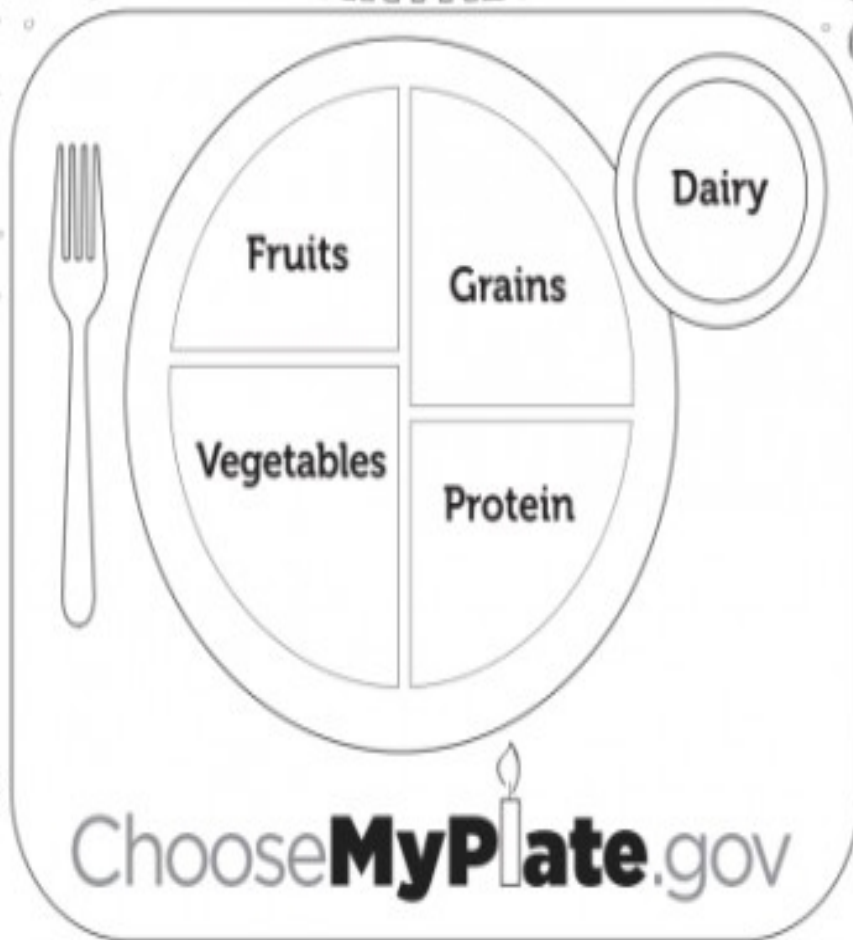 Dairy
Fruits
Grains
Vegetables
Protein
ChooseMyPlate.gov